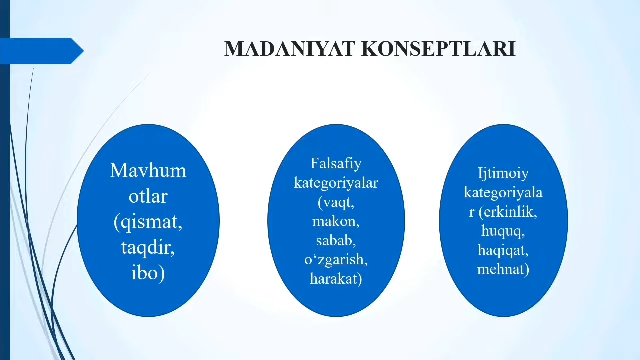 MADANIYAT KONSEPTLARI
Mavhum
otlar
(qismat,
taqdir,
ibo)
Falsafiy
kategoriyalar
(vaqt,
makon,
sabab,
o‘zgarish,
harakat)
Ijtimoiy
kategoriyala
r (erkinlik,
huquq,
haqiqat,
mehnat)